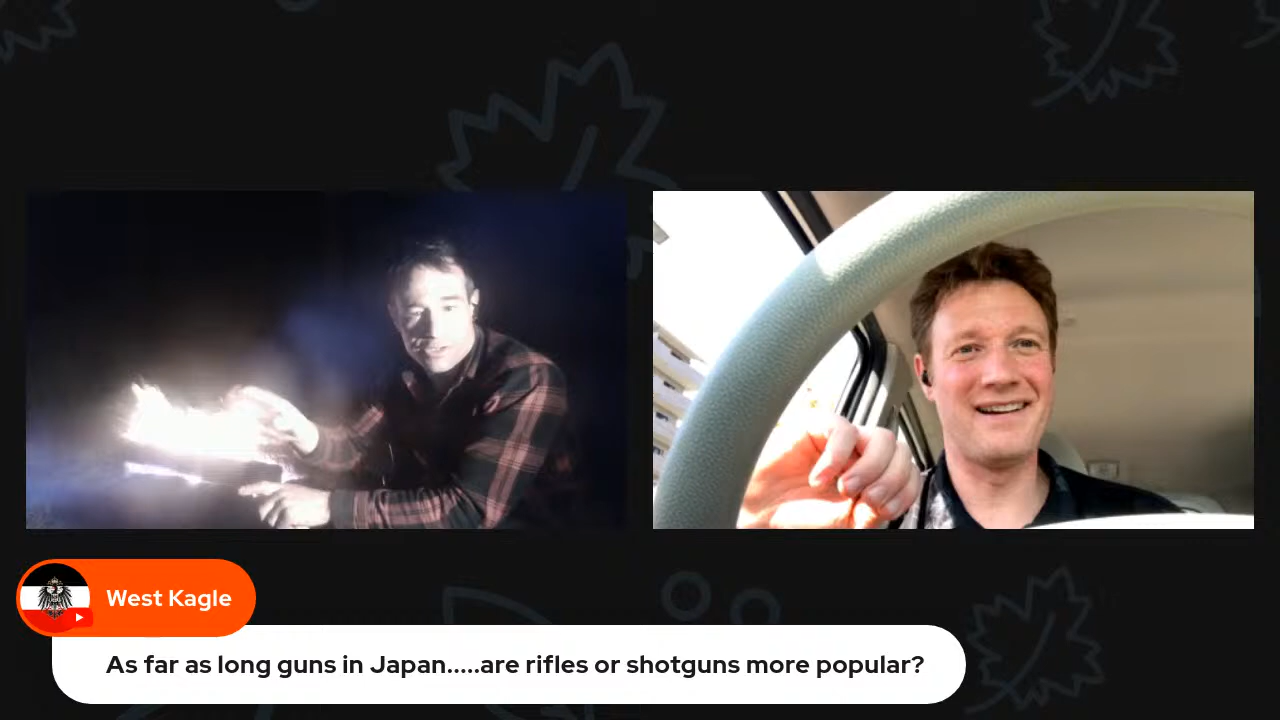 West Kagle
As far as long guns in Japan.....are rifles or shotguns more popular?